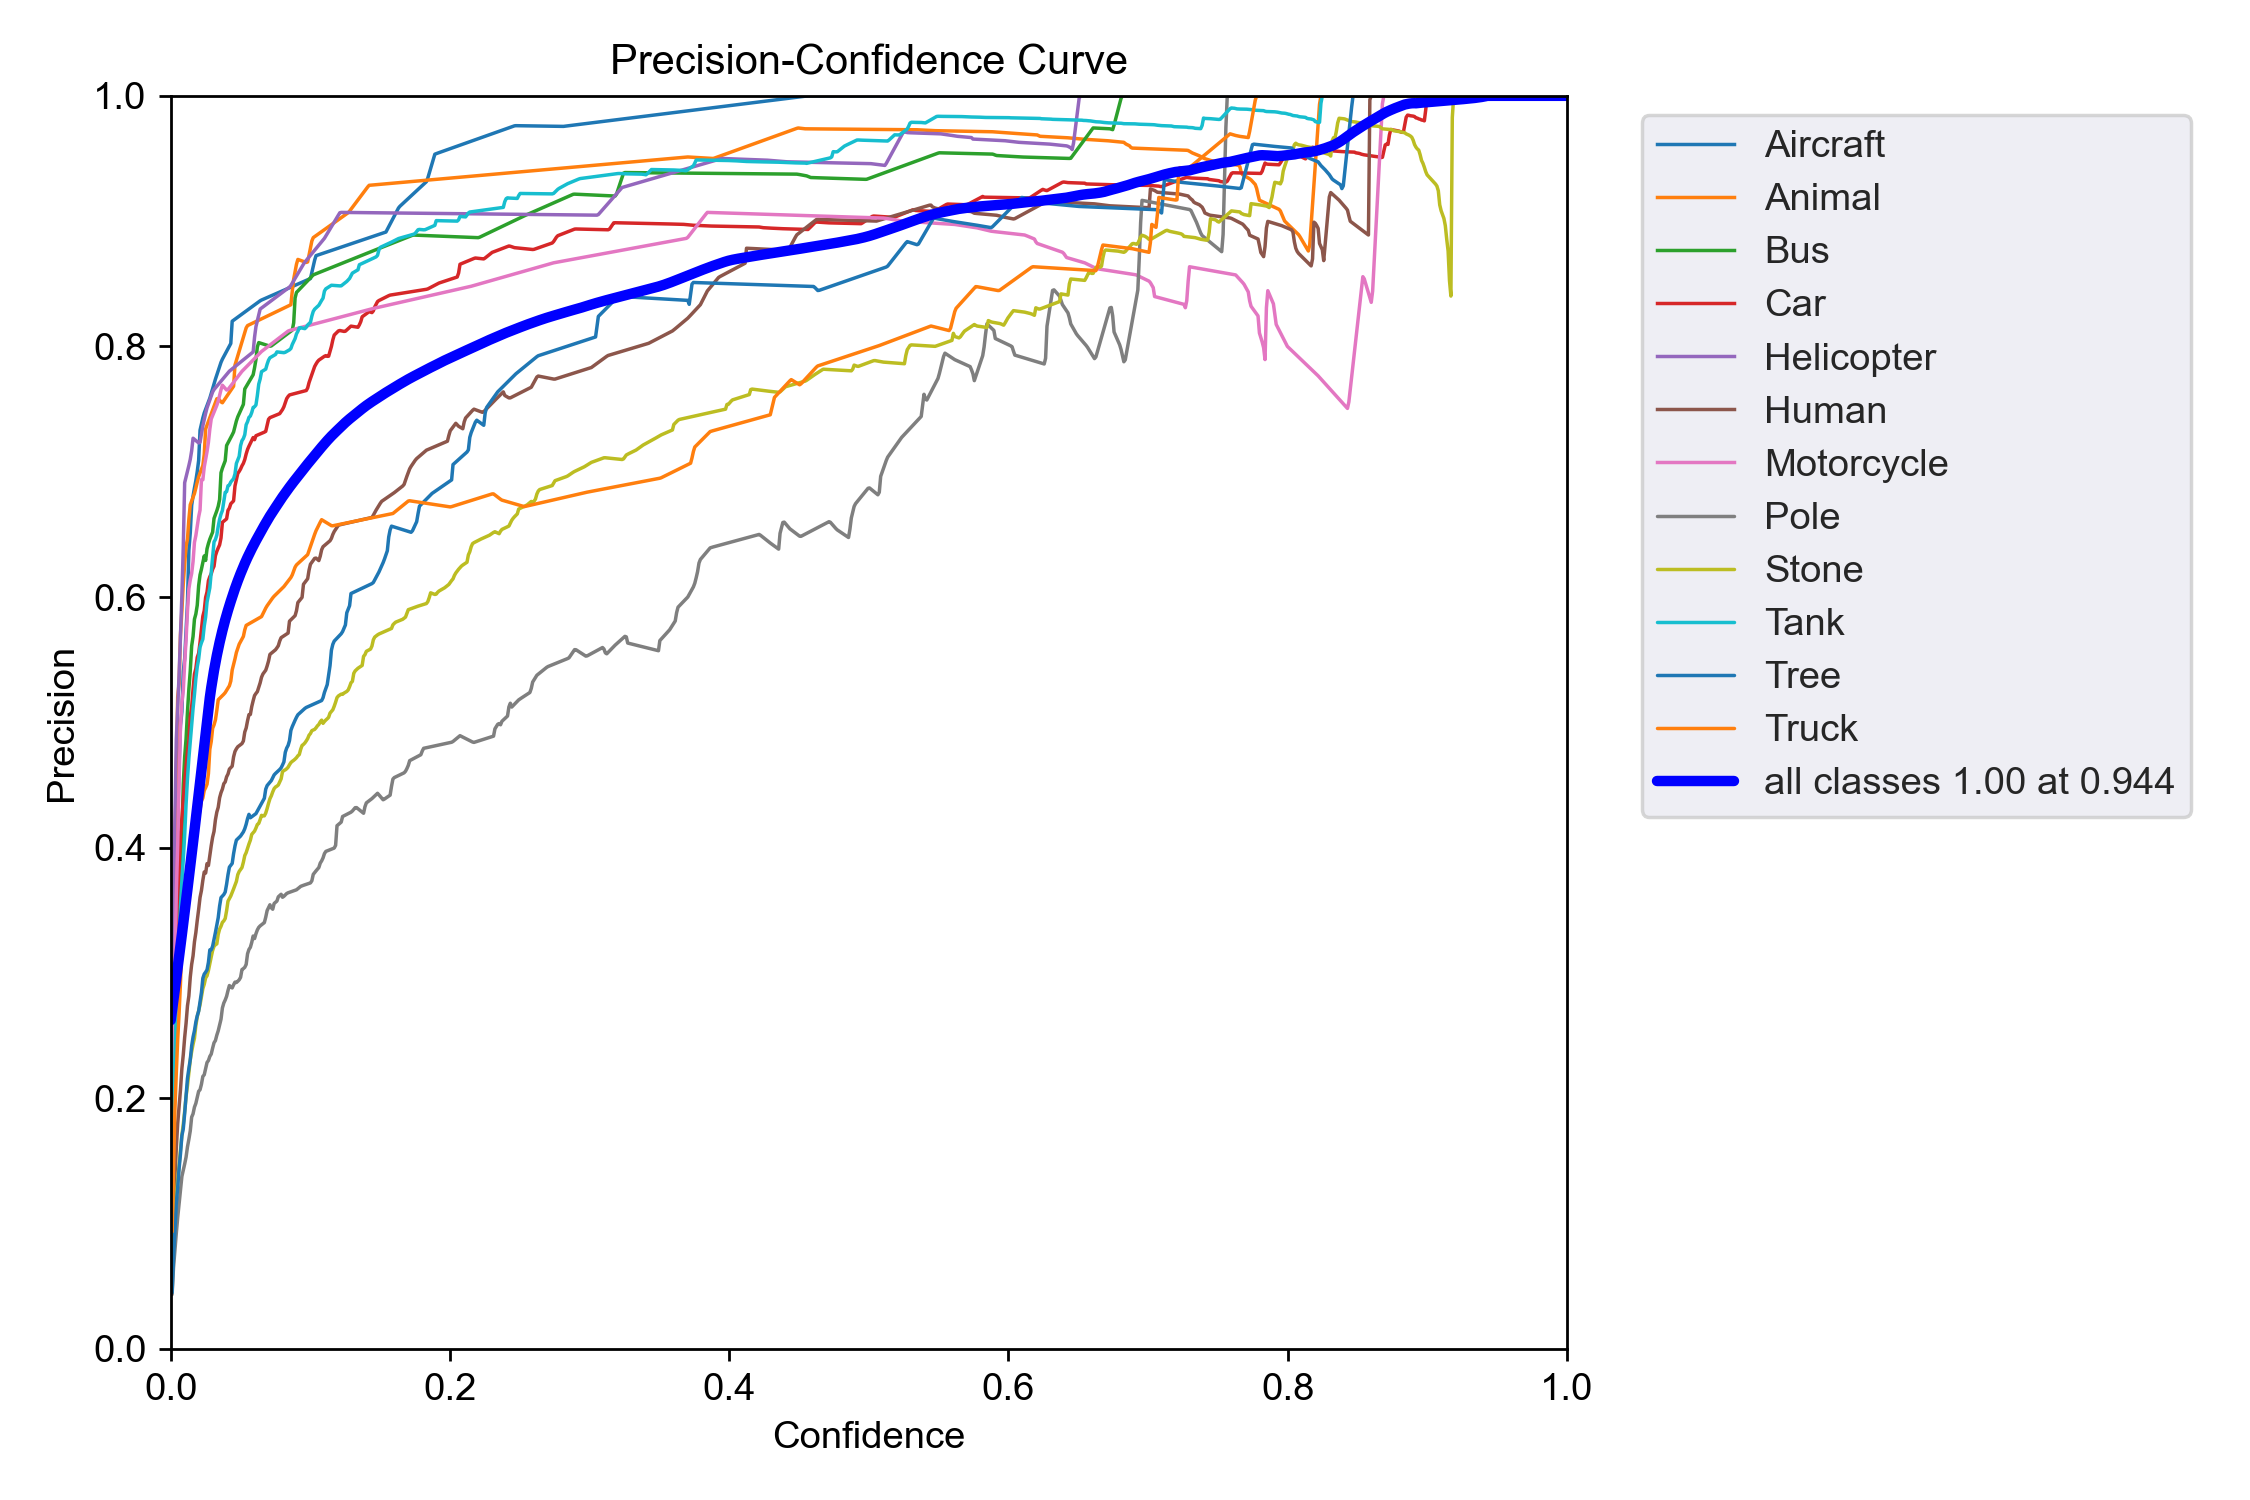 Precision-Confidence Curve
1.0
0.8
0.6
0.4
0.2
0.0
Precision
0.0
0.2
0.4
0.6
0.8
1.0
Confidence
Aircraft
Animal
Bus
Car
Helicopter
Human
Motorcycle
Pole
Stone
Tank
Tree
Truck
all classes 1.00 at 0.944